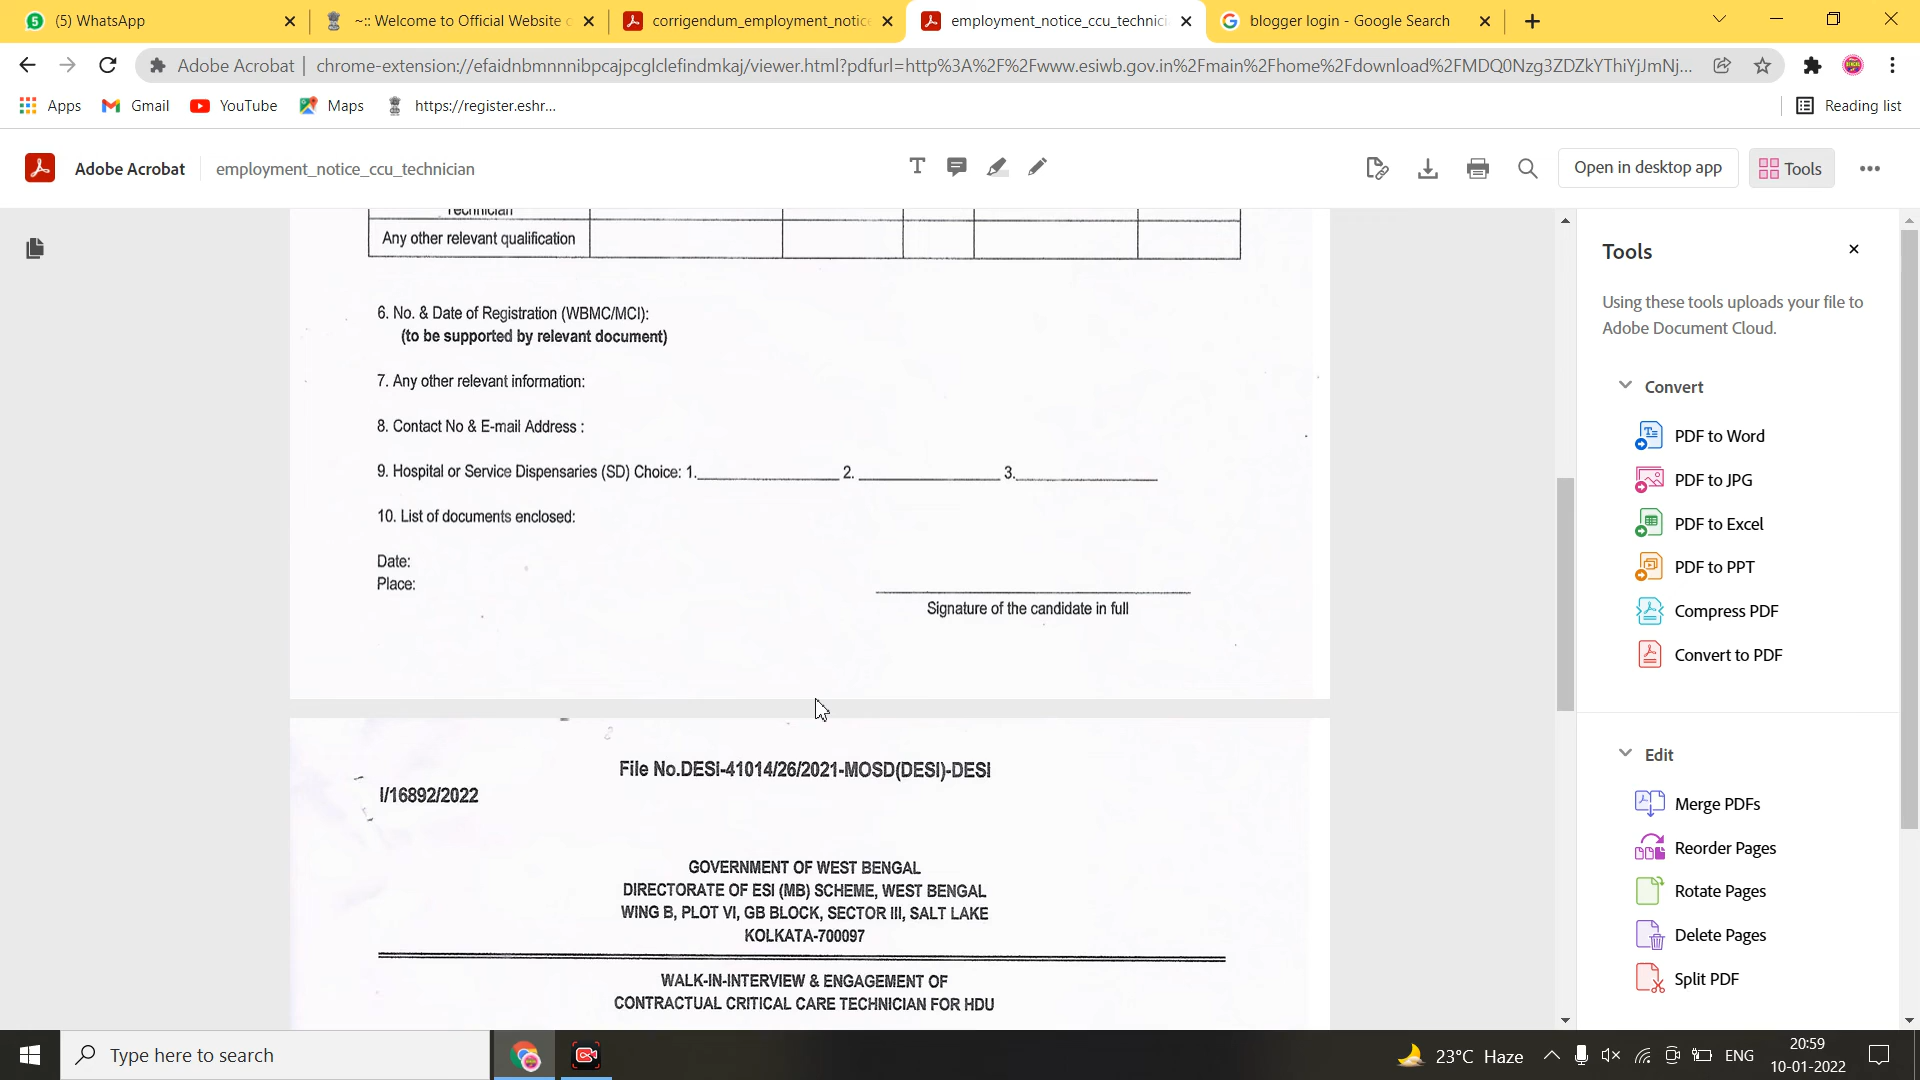 (5) WhatsApp
~:: Welcome to Official Website
corrigendum_employment_notice
employment_notice_ccu_technici
blogger login - Google Search
Adobe Acrobat | chrome-extension://efaidnbmnnnibpcajpcglclefindmkaj/viewer.html?pdfurl=http%3A%2F%2Fwww.esiwb.gov.in%2Fmain%2Fhome%2Fdownload%2FMDQ0Nzg3ZDZkYThiYjJmNj...
Apps Gmail YouTube Maps https://register.eshr... Reading list
Adobe Acrobat employment_notice_ccu_technician Open in desktop app Tools
Technician
Any other relevant qualification
6. No. & Date of Registration (WBMC/MCI):
(to be supported by relevant document)
7. Any other relevant information:
8. Contact No & E-mail Address :
9. Hospital or Service Dispensaries (SD) Choice: 1. 2. 3.
10. List of documents enclosed:
Date:
Place:
Signature of the candidate in full
File No.DESI-41014/26/2021-MOSD(DESI)-DESI
I/16892/2022
GOVERNMENT OF WEST BENGAL
DIRECTORATE OF ESI (MB) SCHEME, WEST BENGAL
WING B, PLOT VI, GB BLOCK, SECTOR III, SALT LAKE
KOLKATA-700097
WALK-IN-INTERVIEW & ENGAGEMENT OF
CONTRACTUAL CRITICAL CARE TECHNICIAN FOR HDU
Tools
Using these tools uploads your file to
Adobe Document Cloud.
Convert
PDF to Word
PDF to JPG
PDF to Excel
PDF to PPT
Compress PDF
Convert to PDF
Edit
Merge PDFs
Reorder Pages
Rotate Pages
Delete Pages
Split PDF
Type here to search
23°C Haze
ENG
20:59
10-01-2022